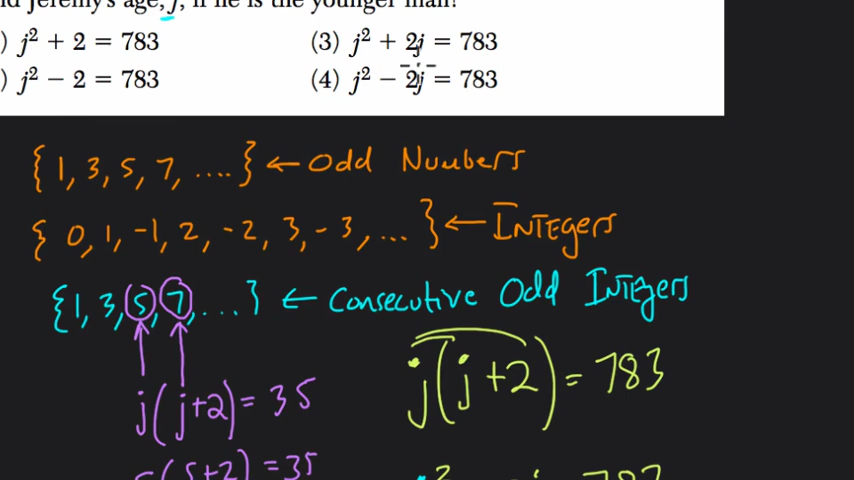 nd Jeremy's age, j, if he is the younger man?
) j² + 2 = 783
(3) j² + 2j = 783
) j² − 2 = 783
(4) j² − 2j = 783
{1, 3, 5, 7, ....} ← Odd Numbers
{ 0, 1, -1, 2, -2, 3, -3, ... } ← INTEgers
{1, 3, 5, 7, ...} ← Consecutive Odd INTEgers
j(j+2) = 783
j(j+2) = 35
5(5+2) = 35